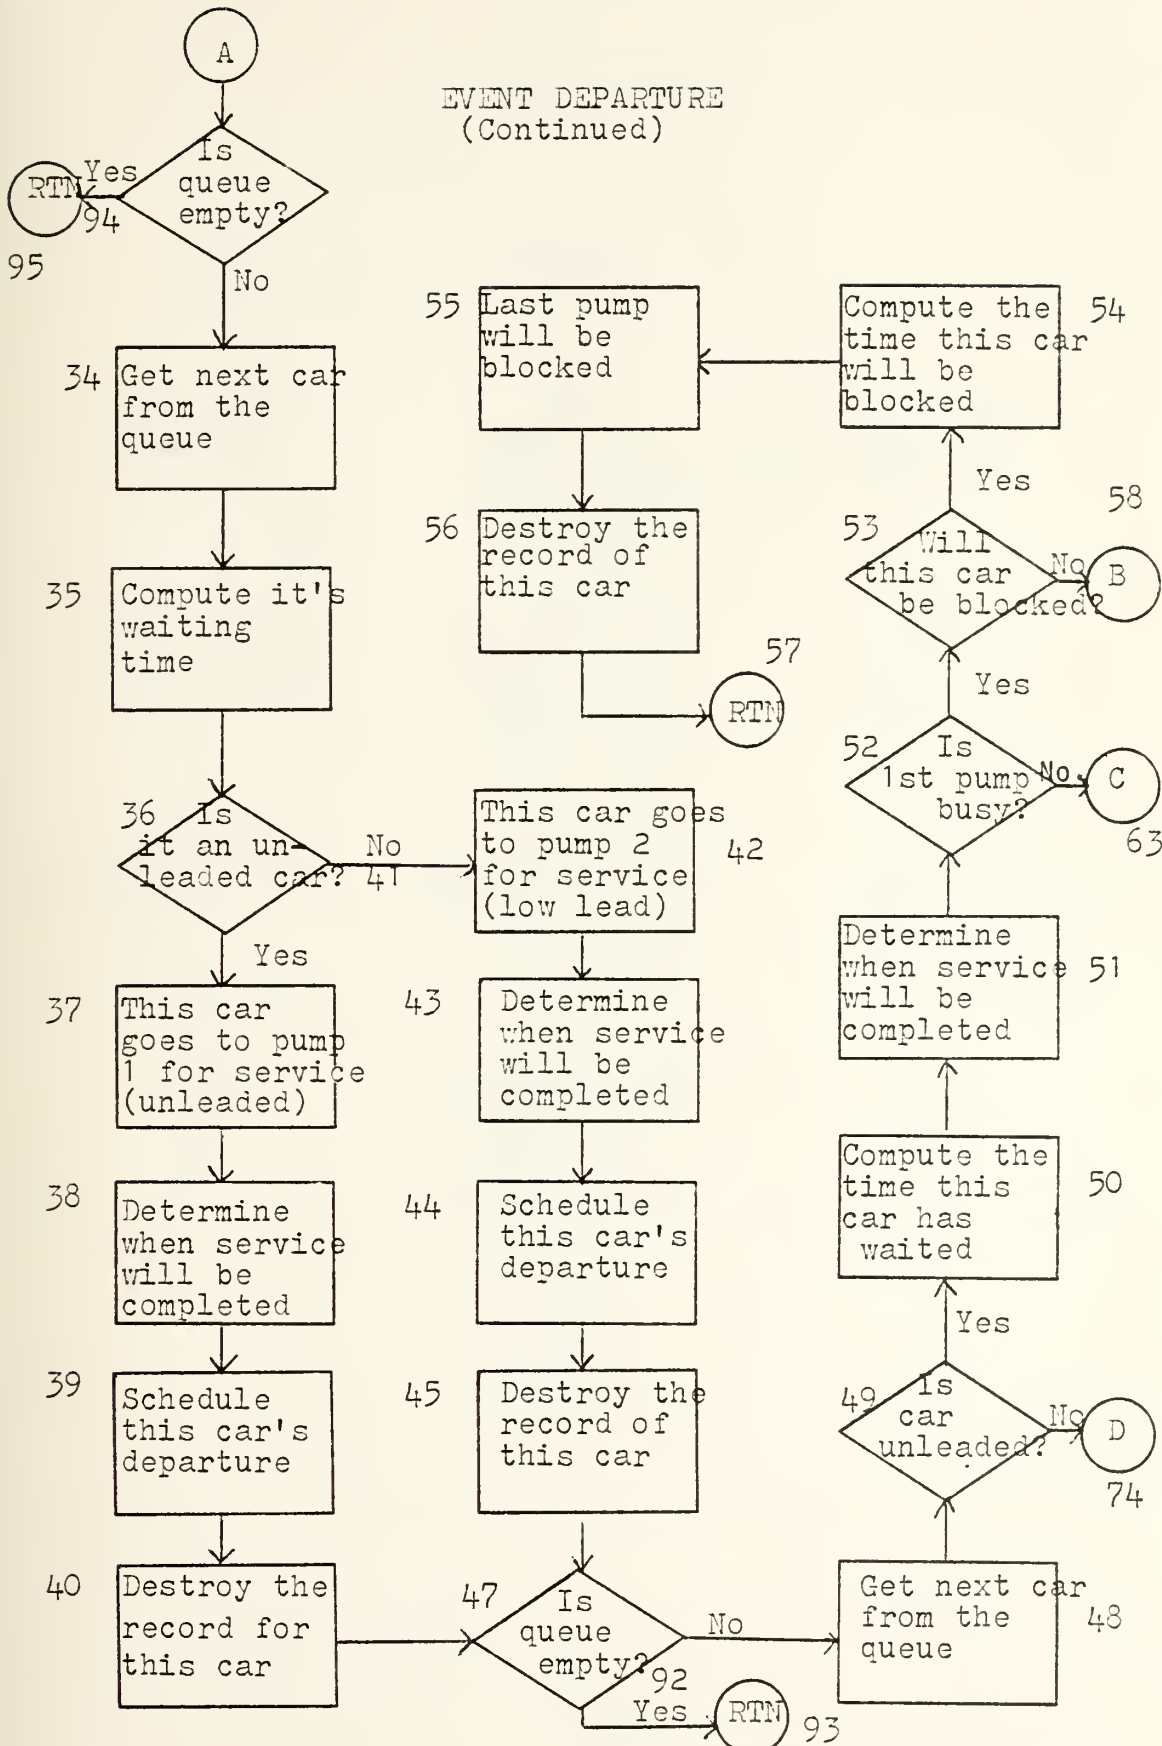 A
EVENT DEPARTURE
(Continued)
Is
queue
empty?
Yes
RTN
94
95
No
34
Get next car
from the
queue
35
Compute it's
waiting
time
36
Is
it an un-
leaded car?
No
41
Yes
37
This car
goes to pump
1 for service
(unleaded)
38
Determine
when service
will be
completed
39
Schedule
this car's
departure
40
Destroy the
record for
this car
This car goes
to pump 2
for service
(low lead)
42
43
Determine
when service
will be
completed
44
Schedule
this car's
departure
45
Destroy the
record of
this car
47
Is
queue
empty?
92
Yes
RTN
93
No
Get next car
from the
queue
48
49
Is
car
unleaded?
No
D
74
Yes
Compute the
time this
car has
waited
50
Determine
when service
will be
completed
51
52
Is
1st pump
busy?
No
C
63
Yes
53
Will
this car
be blocked?
No
B
58
Yes
Compute the
time this car
will be
blocked
54
55
Last pump
will be
blocked
56
Destroy the
record of
this car
57
RTN